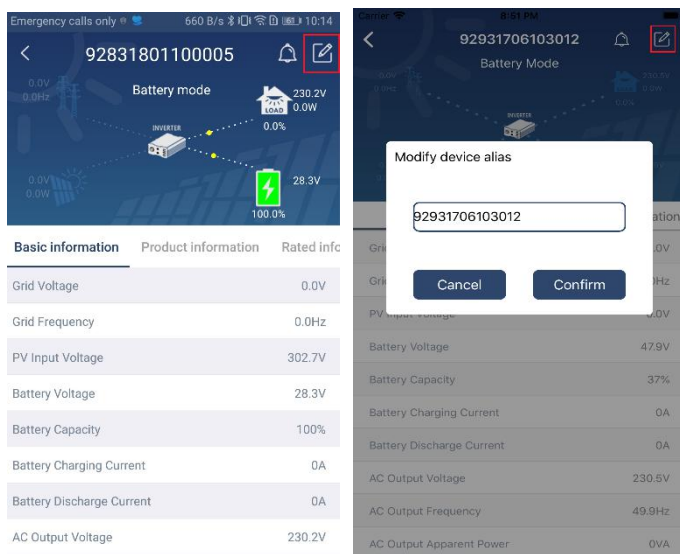 Emergency calls only
660 B/s
10:14
92831801100005
Battery mode
0.0V
0.0Hz
230.2V
0.0W
LOAD
0.0%
INVERTER
0.0V
0.0W
28.3V
100.0%
Basic information Product information Rated info
Grid Voltage 0.0V
Grid Frequency 0.0Hz
PV Input Voltage 302.7V
Battery Voltage 28.3V
Battery Capacity 100%
Battery Charging Current 0A
Battery Discharge Current 0A
AC Output Voltage 230.2V
Carrier 8:51 PM
92931706103012
Battery Mode
INVERTER
0.0%
Modify device alias
92931706103012
Cancel Confirm
PV Input Voltage 0.0V
Battery Voltage 47.9V
Battery Capacity 37%
Battery Charging Current 0A
Battery Discharge Current 0A
AC Output Voltage 230.5V
AC Output Frequency 49.9Hz
AC Output Apparent Power 0VA